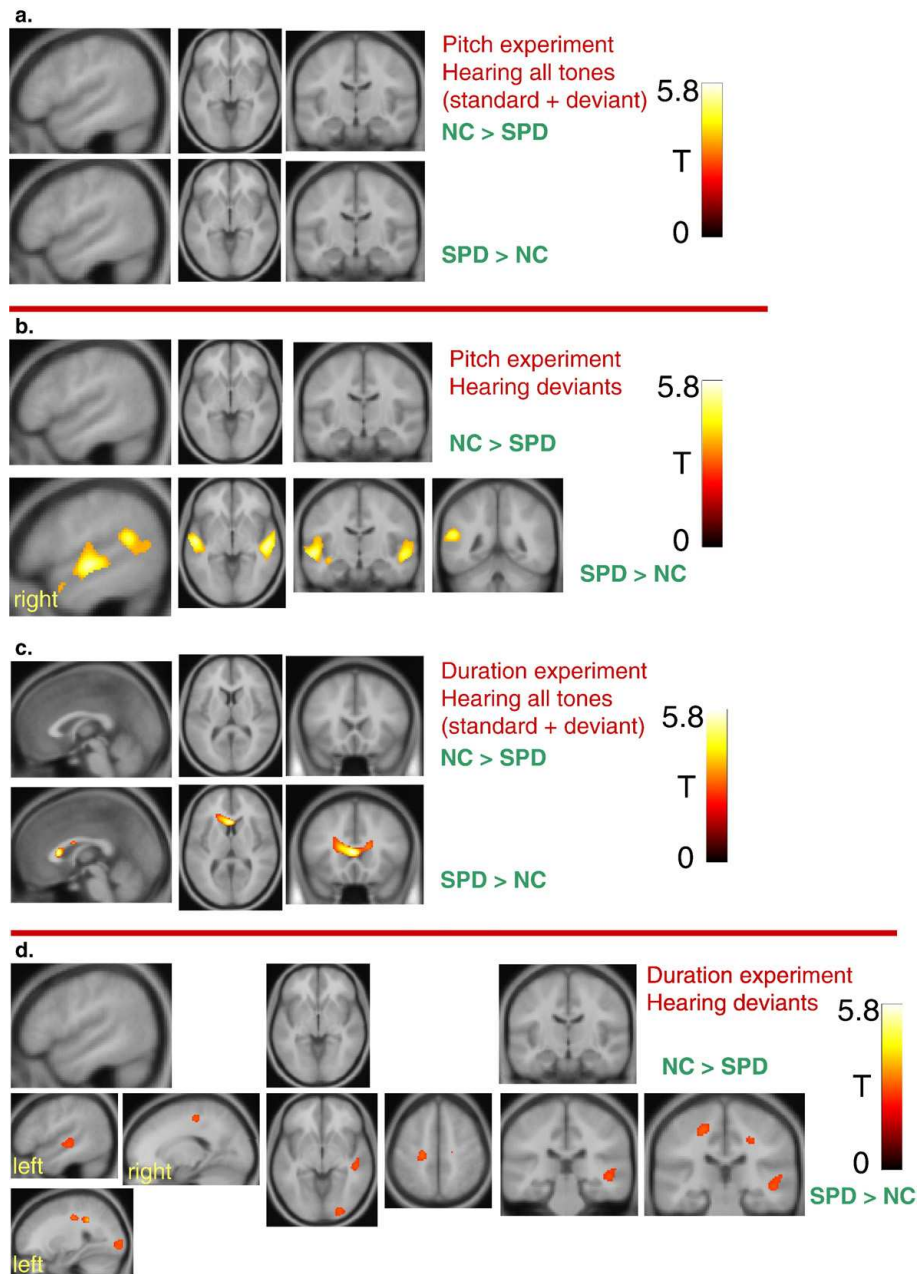 a.
Pitch experiment
Hearing all tones
(standard + deviant)
NC > SPD
5.8
T
0
SPD > NC
b.
Pitch experiment
Hearing deviants
NC > SPD
5.8
T
0
right
SPD > NC
c.
Duration experiment
Hearing all tones
(standard + deviant)
NC > SPD
5.8
T
0
SPD > NC
d.
Duration experiment
Hearing deviants
NC > SPD
5.8
T
0
left
right
SPD > NC
left